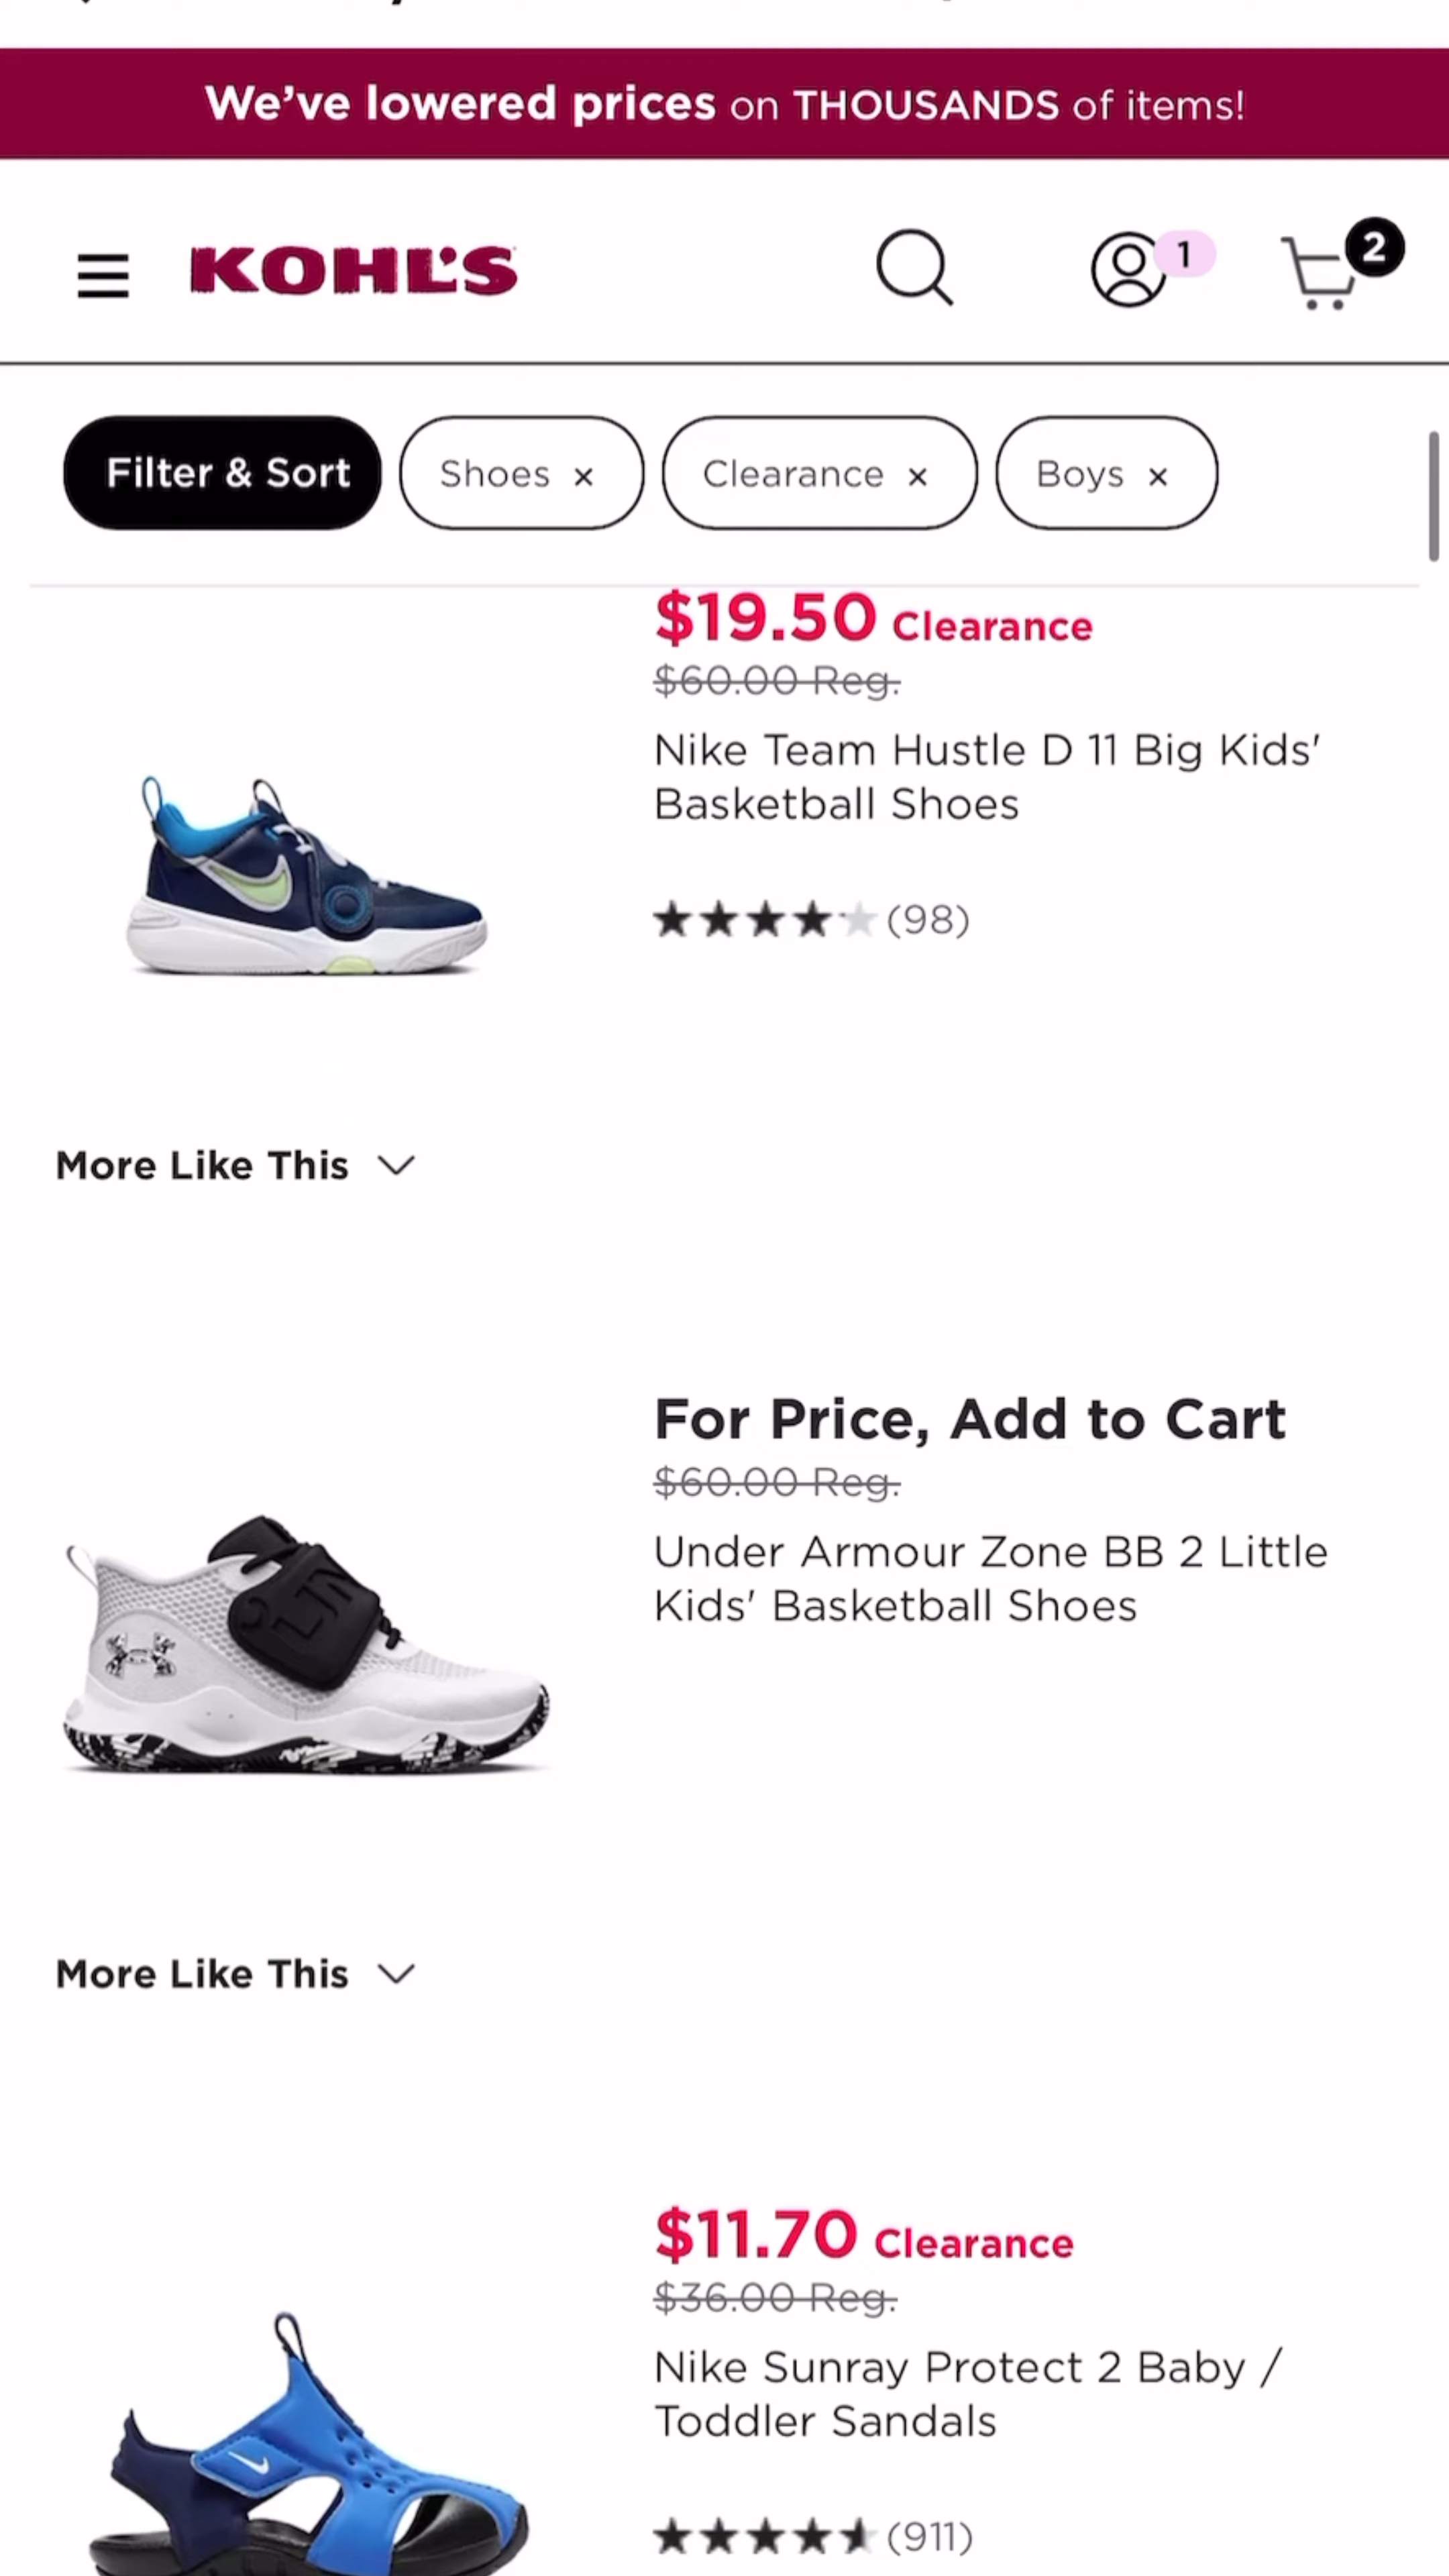 We've lowered prices on THOUSANDS of items!
KOHL'S
1
2
Filter & Sort
Shoes ×
Clearance ×
Boys ×
$19.50 Clearance
$60.00 Reg.
Nike Team Hustle D 11 Big Kids'
Basketball Shoes
(98)
More Like This
For Price, Add to Cart
$60.00 Reg.
Under Armour Zone BB 2 Little
Kids' Basketball Shoes
More Like This
$11.70 Clearance
$36.00 Reg.
Nike Sunray Protect 2 Baby /
Toddler Sandals
(911)